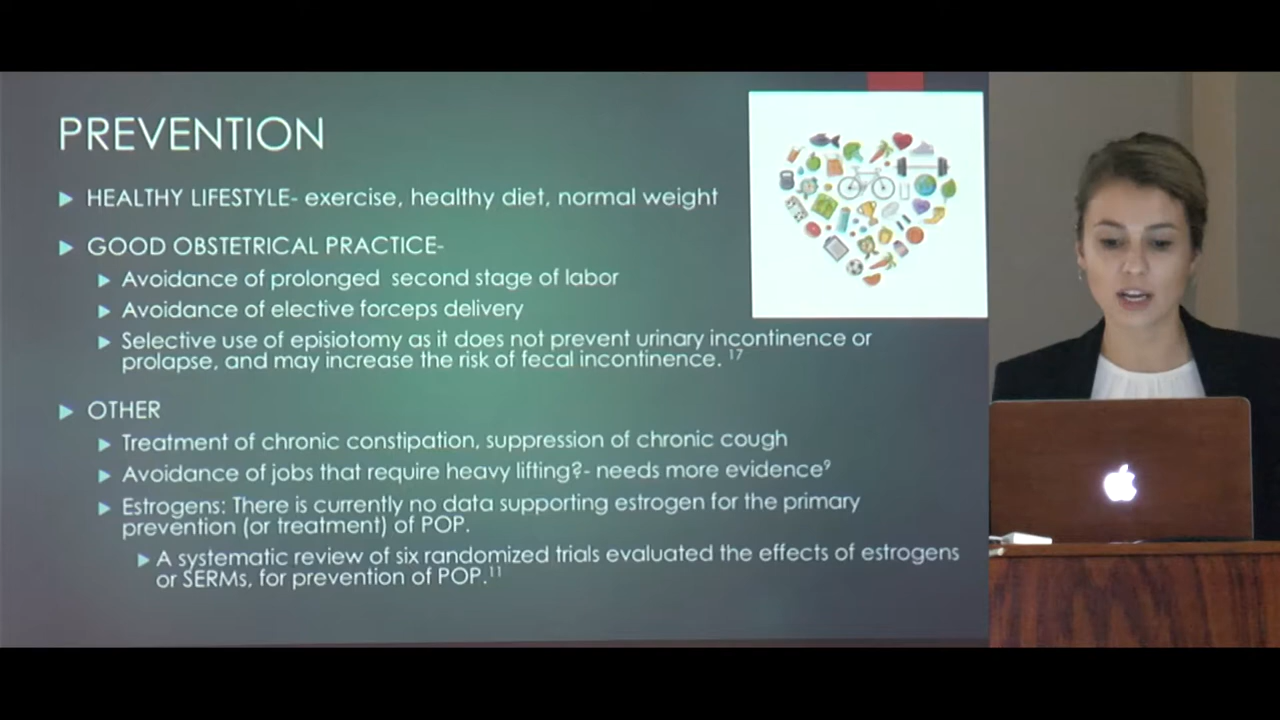 PREVENTION
HEALTHY LIFESTYLE- exercise, healthy diet, normal weight
GOOD OBSTETRICAL PRACTICE-
Avoidance of prolonged second stage of labor
Avoidance of elective forceps delivery
Selective use of episiotomy as it does not prevent urinary incontinence or
prolapse, and may increase the risk of fecal incontinence. 17
OTHER
Treatment of chronic constipation, suppression of chronic cough
Avoidance of jobs that require heavy lifting?- needs more evidence9
Estrogens: There is currently no data supporting estrogen for the primary
prevention (or treatment) of POP.
A systematic review of six randomized trials evaluated the effects of estrogens
or SERMs, for prevention of POP.11